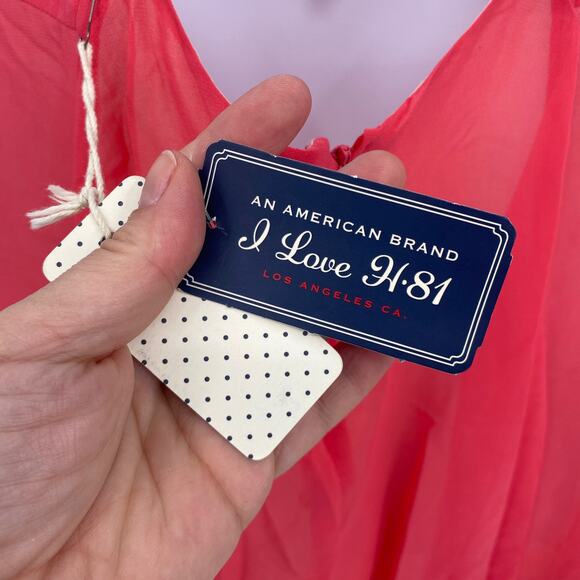 AN AMERICAN BRAND
I Love H·81
LOS ANGELES CA.